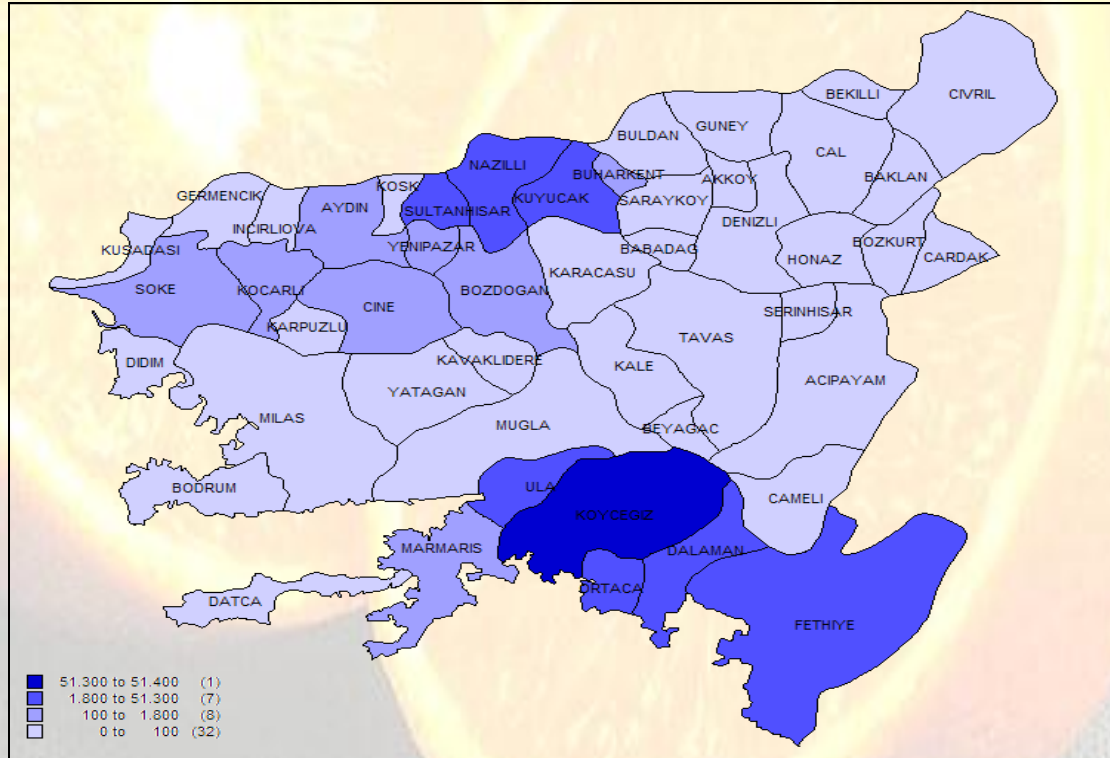 CIVRIL
BEKILLI
GUNEY
BULDAN
CAL
NAZILLI
BUHARKENT
AKKOY
BAKLAN
KOSK
GERMENCIK
KUYUCAK
SARAYKOY
AYDIN
SULTANHISAR
DENIZLI
INCIRLIOVA
KUSADASI
YENIPAZAR
BABADAG
BOZKURT
HONAZ
CARDAK
KARACASU
SOKE
KOCARLI
BOZDOGAN
CINE
SERINHISAR
KARPUZLU
TAVAS
DIDIM
KAVAKLIDERE
KALE
ACIPAYAM
YATAGAN
MILAS
MUGLA
BEYAGAC
BODRUM
ULA
CAMELI
KOYCEGIZ
MARMARIS
DALAMAN
ORTACA
DATCA
FETHIYE
51.300 to 51.400 (1)
1.800 to 51.300 (7)
100 to 1.800 (8)
0 to 100 (32)